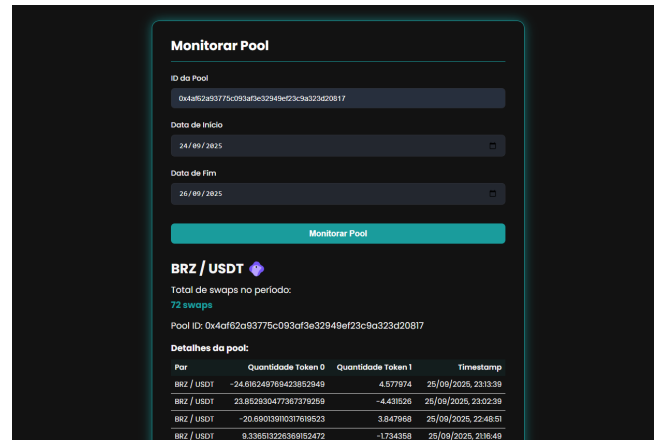 Monitorar Pool
ID da Pool
0x4af62a93775c093af3e32949ef23c9a323d20817
Data de Início
24/09/2025
Data de Fim
26/09/2025
Monitorar Pool
BRZ / USDT
Total de swaps no período:
72 swaps
Pool ID: 0x4af62a93775c093af3e32949ef23c9a323d20817
Detalhes da pool:
Par Quantidade Token 0 Quantidade Token 1 Timestamp
BRZ / USDT -24.616249769423852949 4.577974 25/09/2025, 23:13:39
BRZ / USDT 23.852930477367379259 -4.431526 25/09/2025, 23:02:39
BRZ / USDT -20.690139110317619523 3.847968 25/09/2025, 22:48:51
BRZ / USDT 9.336513226369152472 -1.734358 25/09/2025, 21:16:49